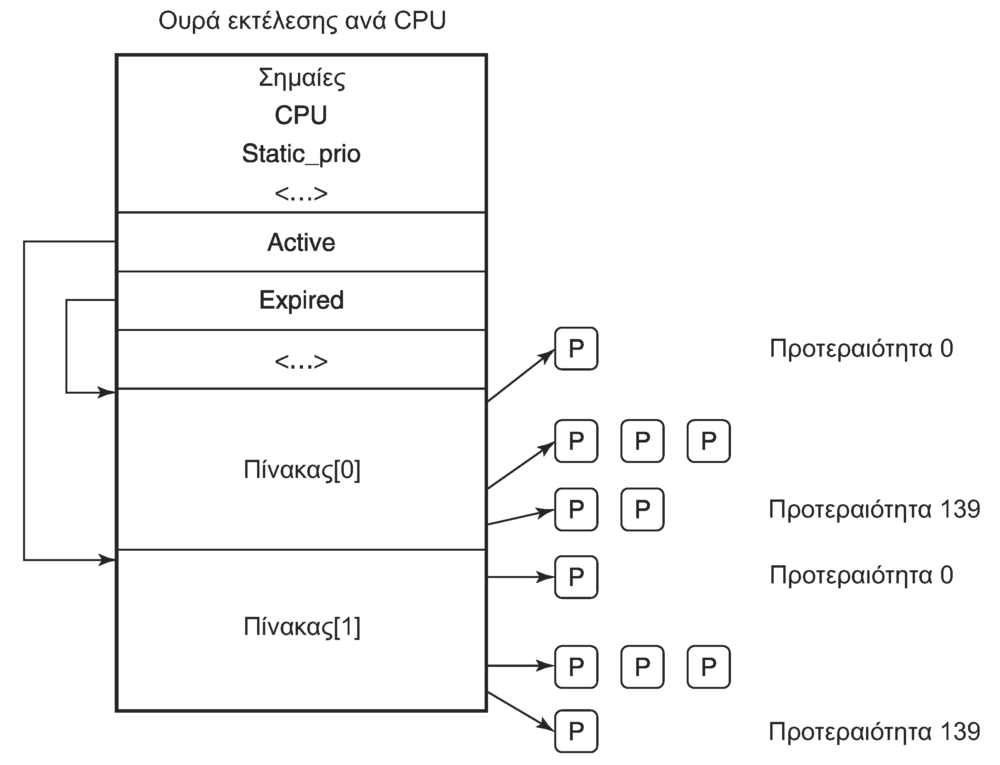 Ουρά εκτέλεσης ανά CPU
Σημαίες
CPU
Static_prio
<...>
Active
Expired
<...>
P Προτεραιότητα 0
P P P
Πίνακας[0]
P P Προτεραιότητα 139
P Προτεραιότητα 0
Πίνακας[1]
P P P
P Προτεραιότητα 139